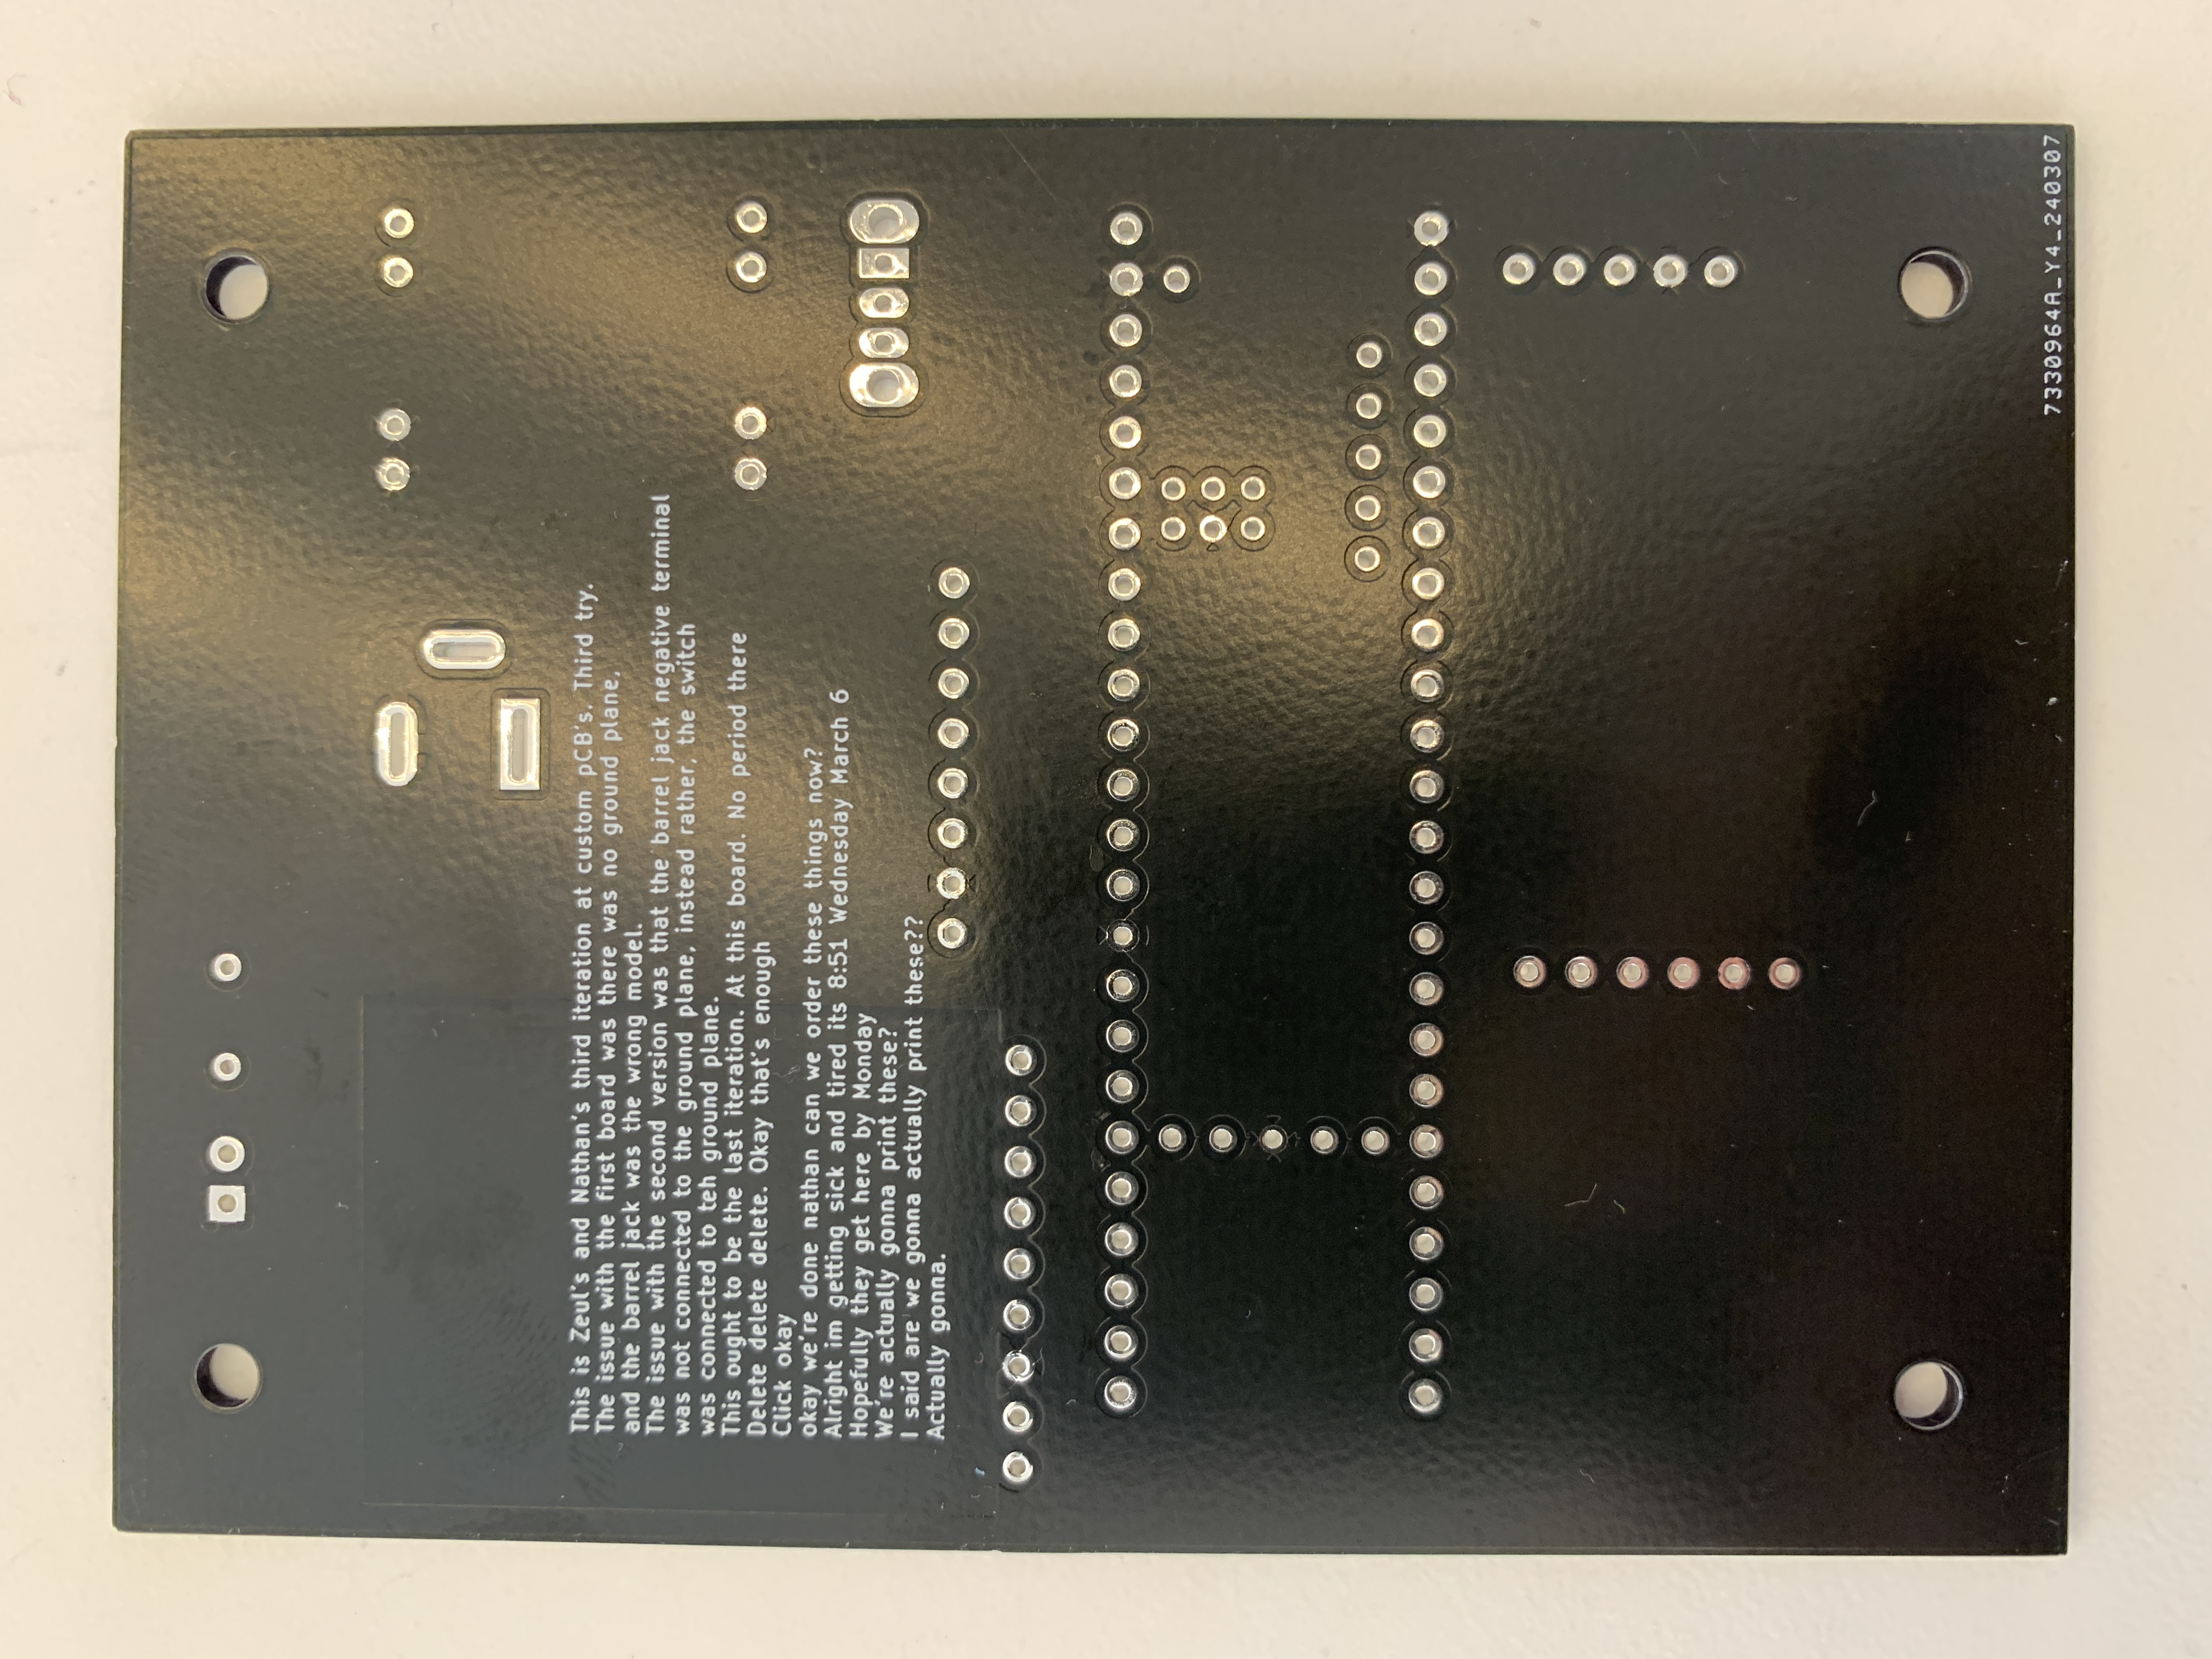 This is Zeul's and Nathan's third iteration at custom pCB's. Third try.
The issue with the first board was there was no ground plane,
and the barrel jack was the wrong model.
The issue with the second version was that the barrel jack negative terminal
was not connected to the ground plane, instead rather, the switch
was connected to teh ground plane.
This ought to be the last iteration. At this board. No period there
Delete delete delete. Okay that's enough
Click okay
okay we're done nathan can we order these things now?
Alright im getting sick and tired its 8:51 Wednesday March 6
Hopefully they get here by Monday
We're actually gonna print these?
I said are we gonna actually print these??
Actually gonna.
7330964A_Y4_240307